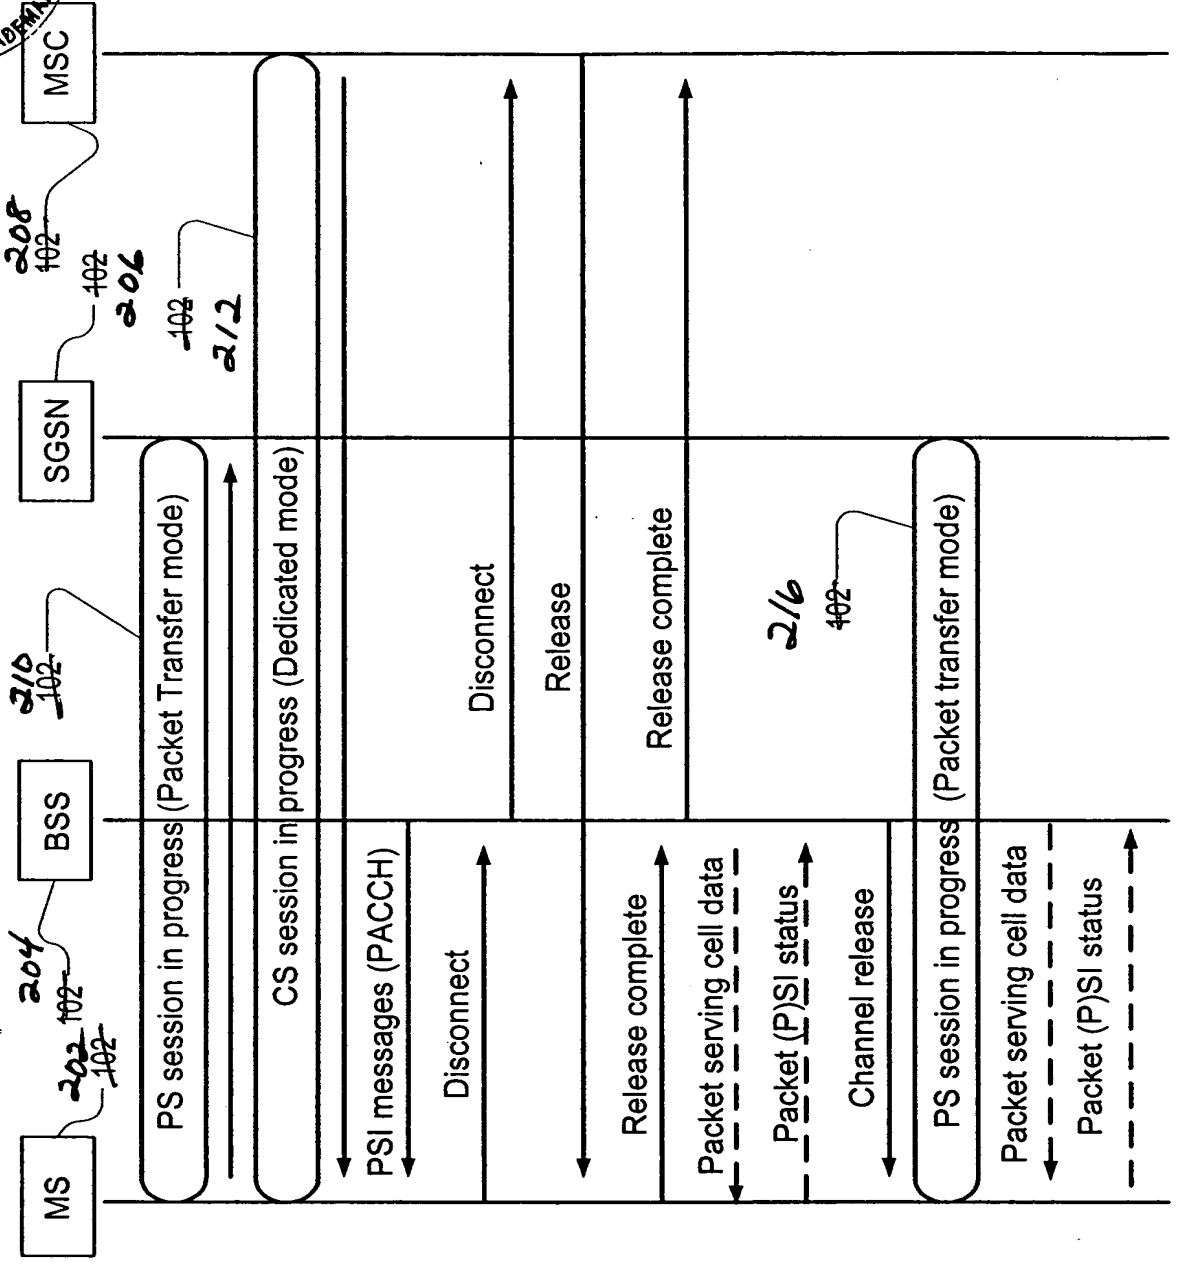 MS
BSS
SGSN
MSC
202
102
204
102
210
102
102
206
208
102
PS session in progress (Packet Transfer mode)
102
212
CS session in progress (Dedicated mode)
PSI messages (PACCH)
Disconnect
Disconnect
Release
Release complete
Release complete
Packet serving cell data
Packet (P)SI status
Channel release
216
102
PS session in progress (Packet transfer mode)
Packet serving cell data
Packet (P)SI status